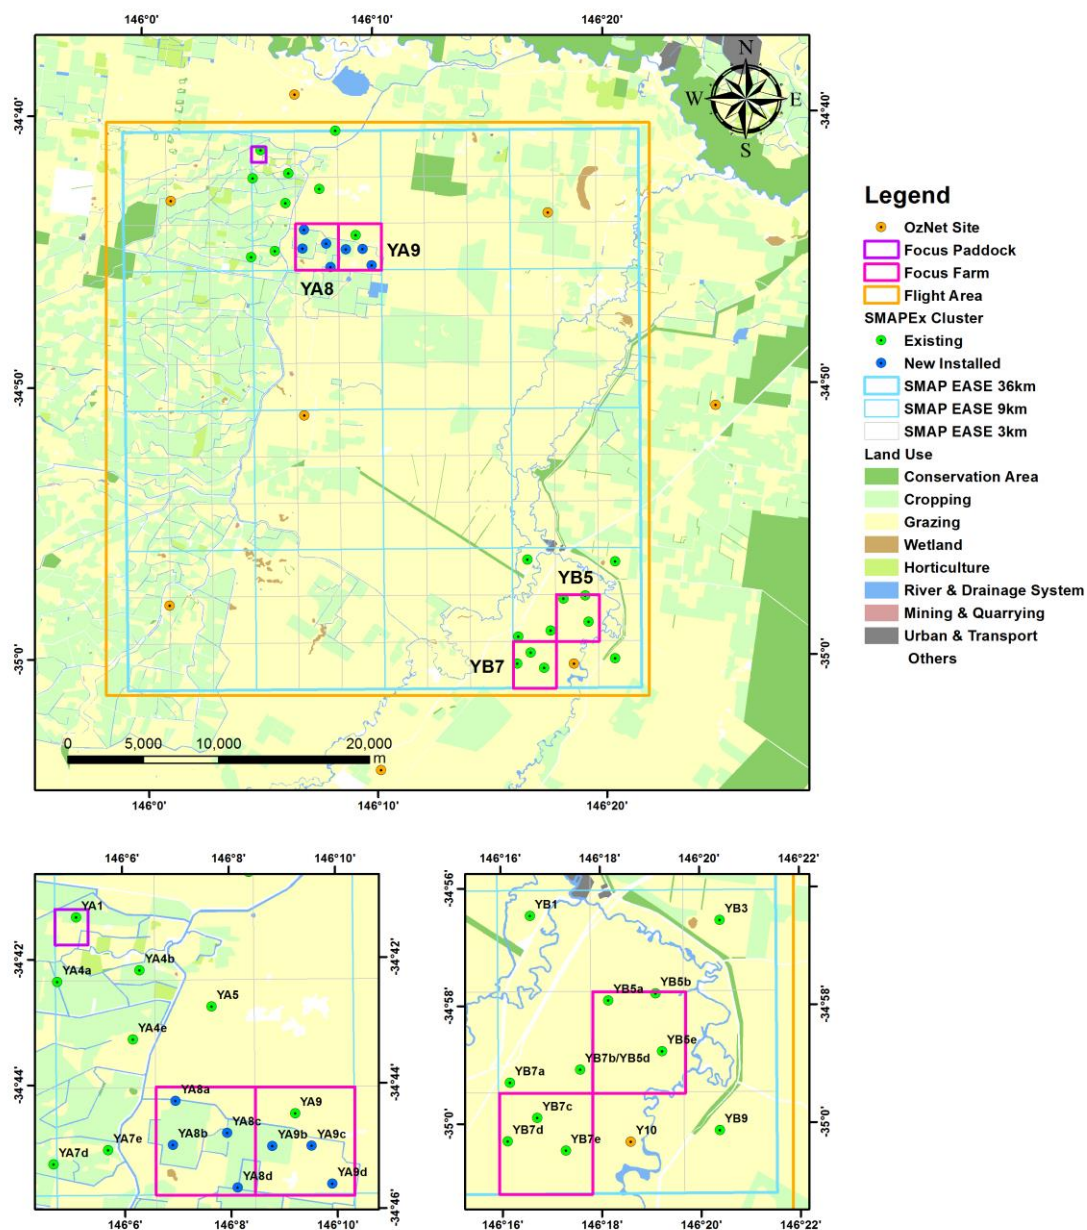 146°0' 146°10' 146°20'
N
W E
S
-34°40' -34°40'
YA9
YA8
-34°50' -34°50'
YB5
YB7
-35°0' -35°0'
0 5,000 10,000 20,000
m
146°0' 146°10' 146°20'
Legend
OzNet Site
Focus Paddock
Focus Farm
Flight Area
SMAPEx Cluster
Existing
New Installed
SMAP EASE 36km
SMAP EASE 9km
SMAP EASE 3km
Land Use
Conservation Area
Cropping
Grazing
Wetland
Horticulture
River & Drainage System
Mining & Quarrying
Urban & Transport
Others
146°6' 146°8' 146°10'
YA1
-34°42' -34°42'
YA4b
YA4a
YA5
YA4e
-34°44' -34°44'
YA8a
YA9
YA8c
YA8b YA9b YA9c
YA7e
YA7d
YA8d YA9d
-34°46'
146°6' 146°8' 146°10'
146°16' 146°18' 146°20' 146°22'
-34°56'
YB1 YB3
YB5a YB5b
-34°58' -34°58'
YB5e
YB7b/YB5d
YB7a
YB7c
-35°0' -35°0'
YB7d YB7e Y10 YB9
146°16' 146°18' 146°20' 146°22'